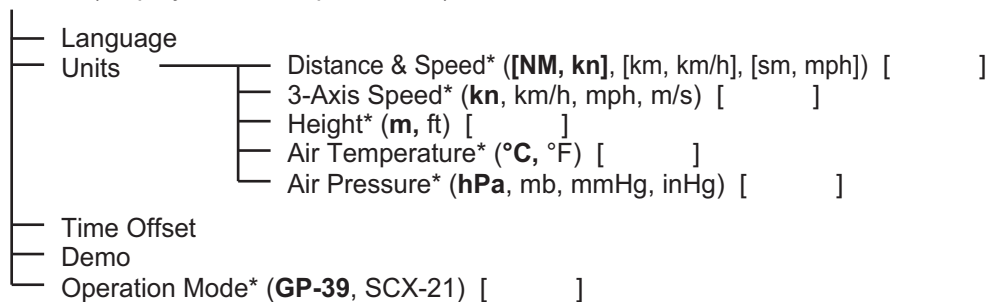 Language
Units
Distance & Speed* ([NM, kn], [km, km/h], [sm, mph]) [ ]
3-Axis Speed* (kn, km/h, mph, m/s) [ ]
Height* (m, ft) [ ]
Air Temperature* (°C, °F) [ ]
Air Pressure* (hPa, mb, mmHg, inHg) [ ]
Time Offset
Demo
Operation Mode* (GP-39, SCX-21) [ ]